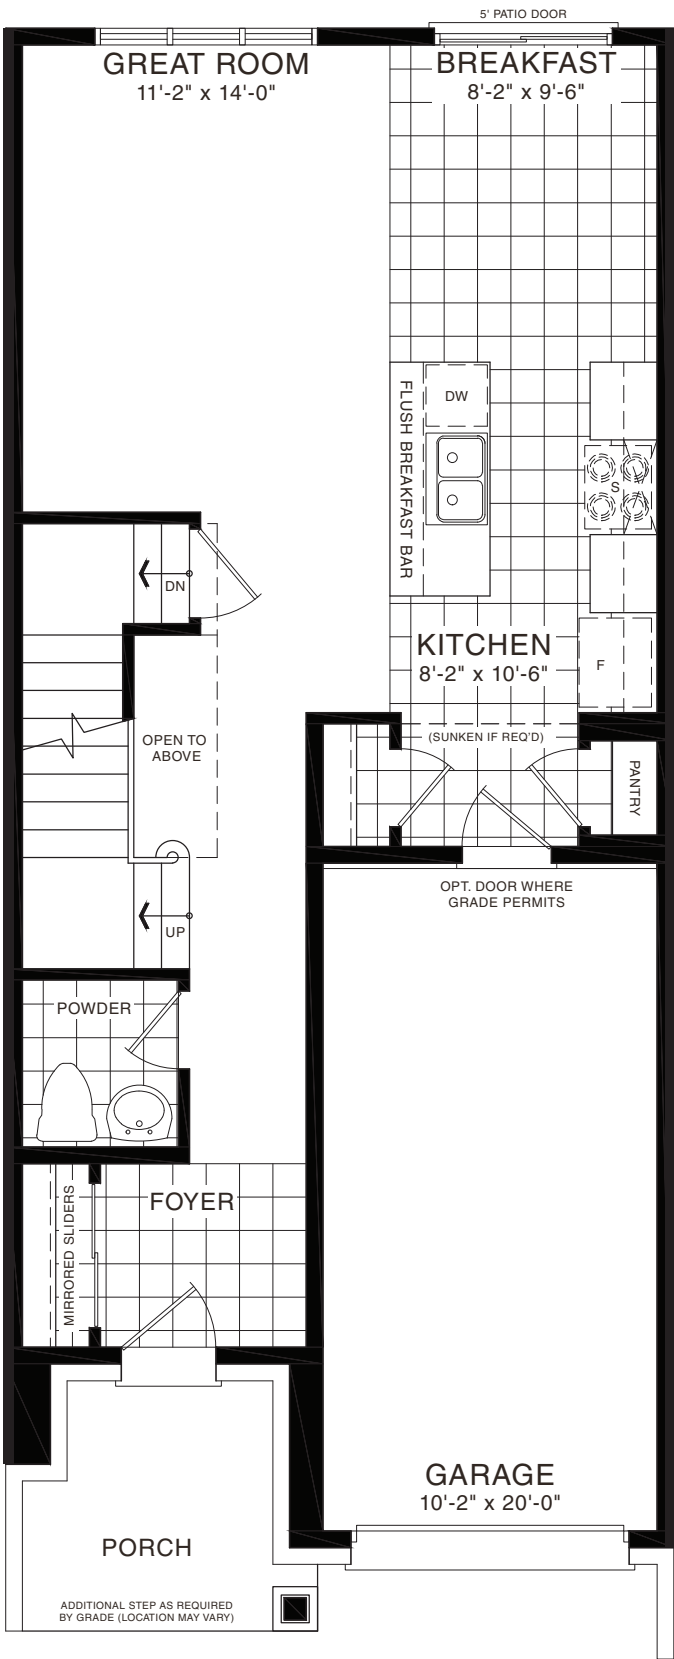 5' PATIO DOOR
GREAT ROOM
11'-2" x 14'-0"
BREAKFAST
8'-2" x 9'-6"
FLUSH BREAKFAST BAR
DW
S
DN
KITCHEN
8'-2" x 10'-6"
F
OPEN TO
ABOVE
(SUNKEN IF REQ'D)
PANTRY
OPT. DOOR WHERE
GRADE PERMITS
UP
POWDER
FOYER
MIRRORED SLIDERS
GARAGE
10'-2" x 20'-0"
PORCH
ADDITIONAL STEP AS REQUIRED
BY GRADE (LOCATION MAY VARY)